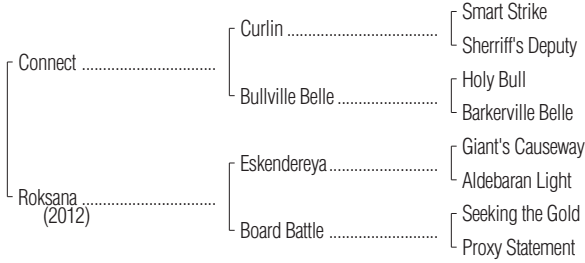 Smart Strike
Curlin ......................................
Sherriff's Deputy
Connect .................................
Holy Bull
Bullville Belle .........................
Barkerville Belle
Giant's Causeway
Eskendereya...........................
Aldebaran Light
Roksana .................................
(2012)
Seeking the Gold
Board Battle ...........................
Proxy Statement